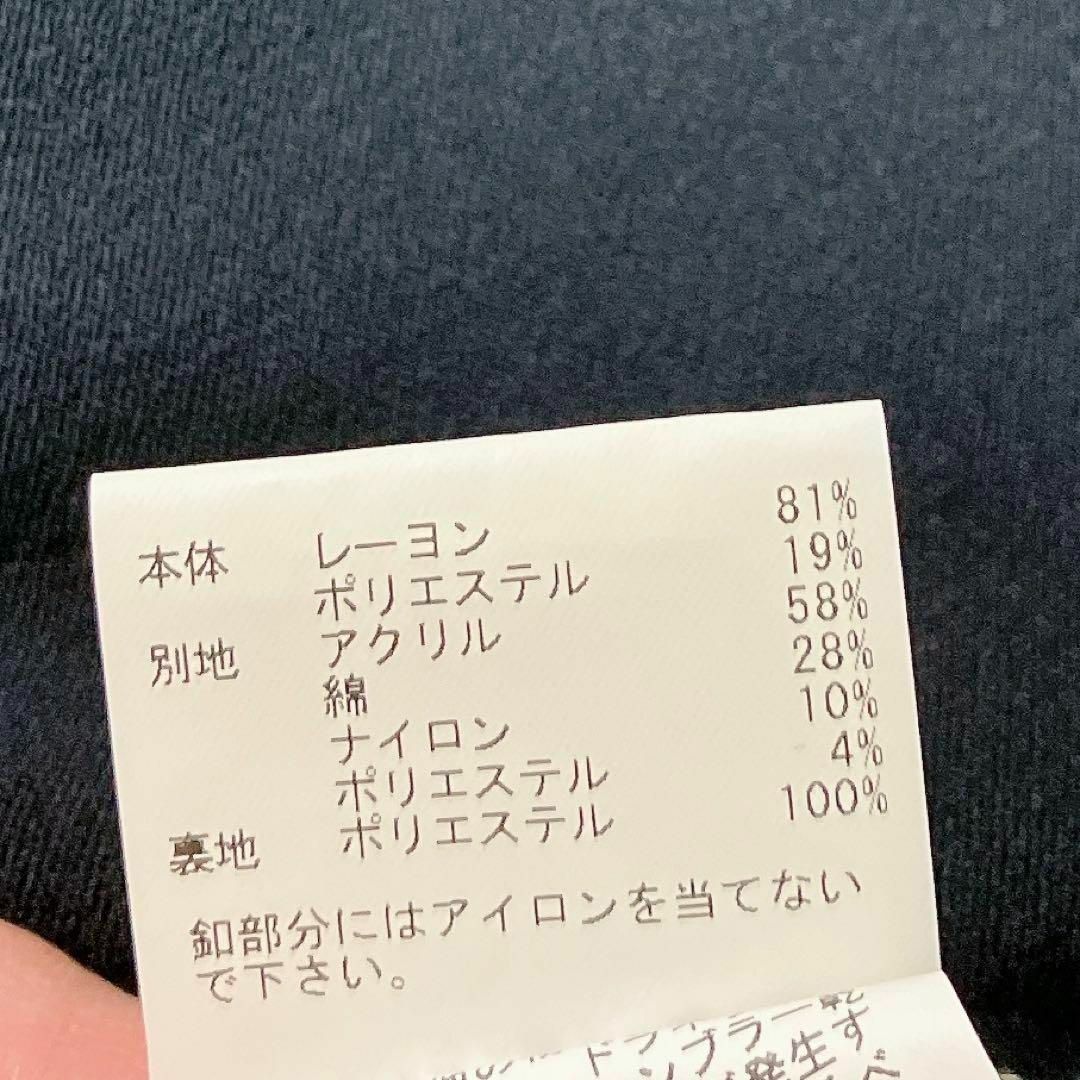 本体 レーヨン 81%
ポリエステル 19%
別地 アクリル 58%
綿 28%
ナイロン 10%
ポリエステル 4%
裏地 ポリエステル 100%
釦部分にはアイロンを当てない
で下さい。
発生す